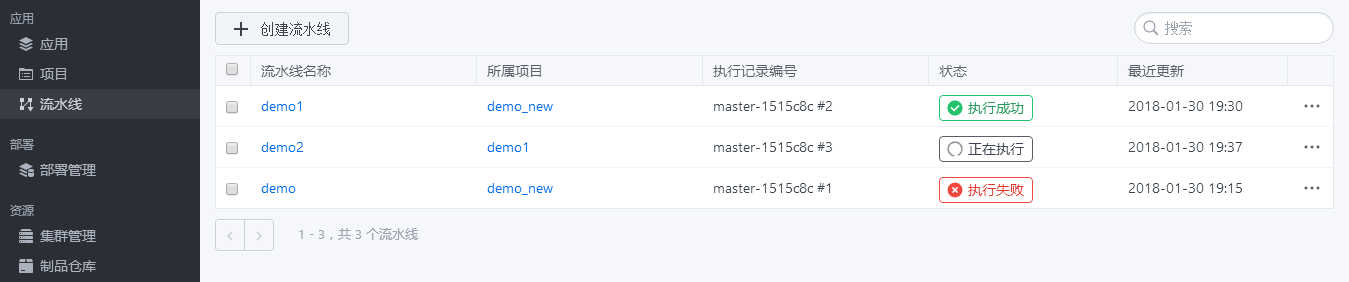 应用
应用
项目
流水线
部署
部署管理
资源
集群管理
制品仓库
创建流水线
搜索
流水线名称 所属项目 执行记录编号 状态 最近更新
demo1 demo_new master-1515c8c #2 执行成功 2018-01-30 19:30
demo2 demo1 master-1515c8c #3 正在执行 2018-01-30 19:37
demo demo_new master-1515c8c #1 执行失败 2018-01-30 19:15
1 - 3，共 3 个流水线